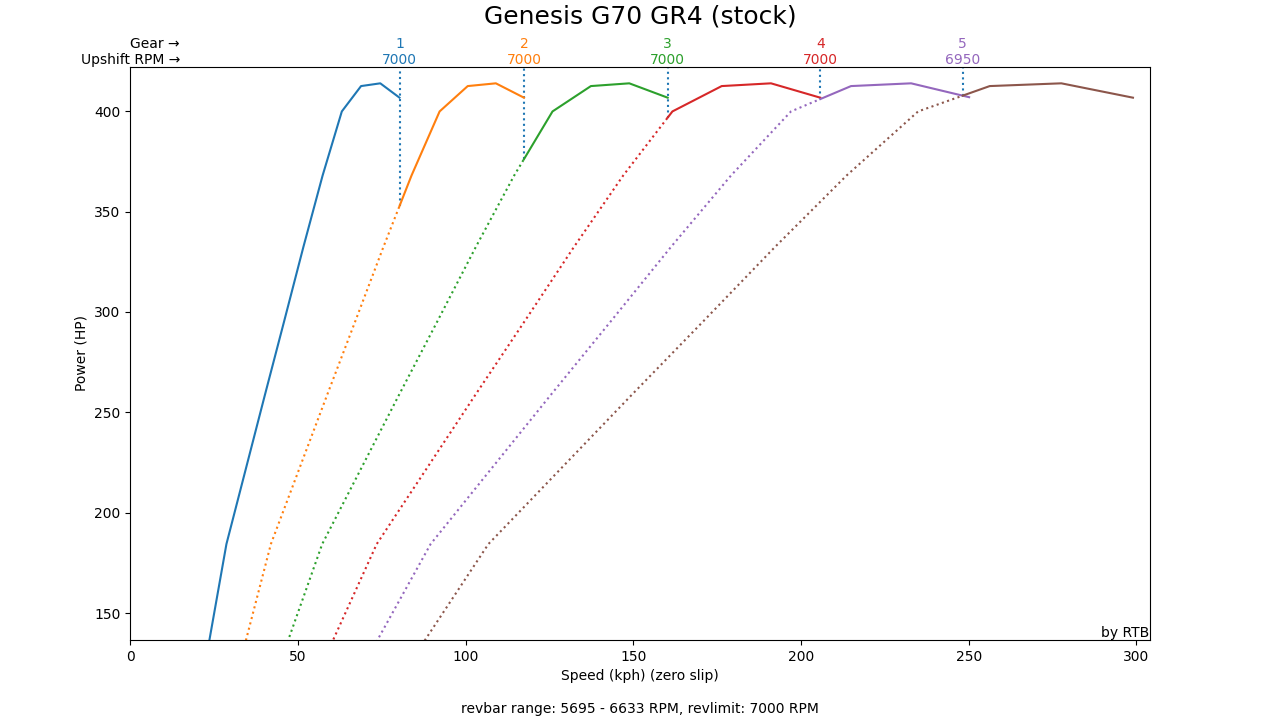 Genesis G70 GR4 (stock)
Gear → 1 2 3 4 5
Upshift RPM → 7000 7000 7000 7000 6950
400
350
300
250
200
150
Power (HP)
by RTB
0 50 100 150 200 250 300
Speed (kph) (zero slip)
revbar range: 5695 - 6633 RPM, revlimit: 7000 RPM